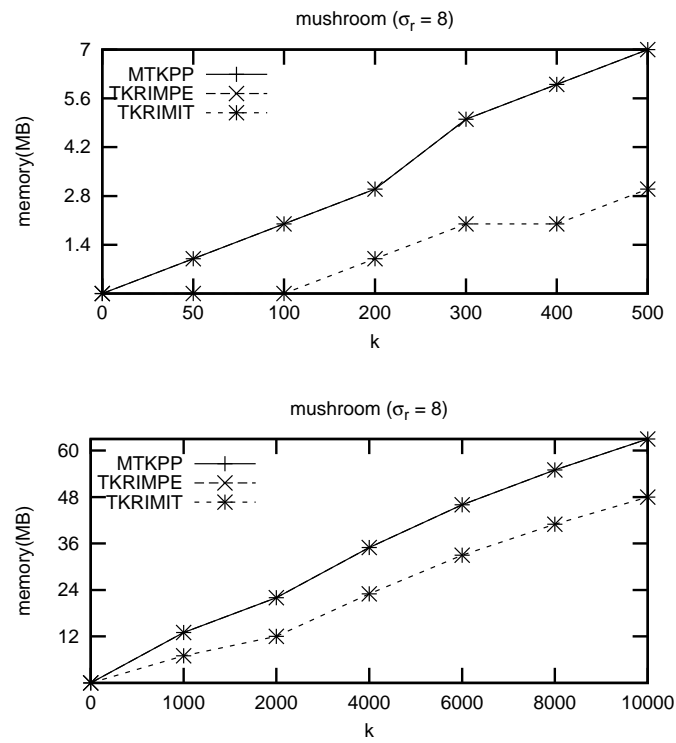 mushroom (σr = 8)
7
5.6
4.2
2.8
1.4
memory(MB)
MTKPP
TKRIMPE
TKRIMIT
0 50 100 200 300 400 500
k
mushroom (σr = 8)
60
48
36
24
12
memory(MB)
MTKPP
TKRIMPE
TKRIMIT
0 1000 2000 4000 6000 8000 10000
k